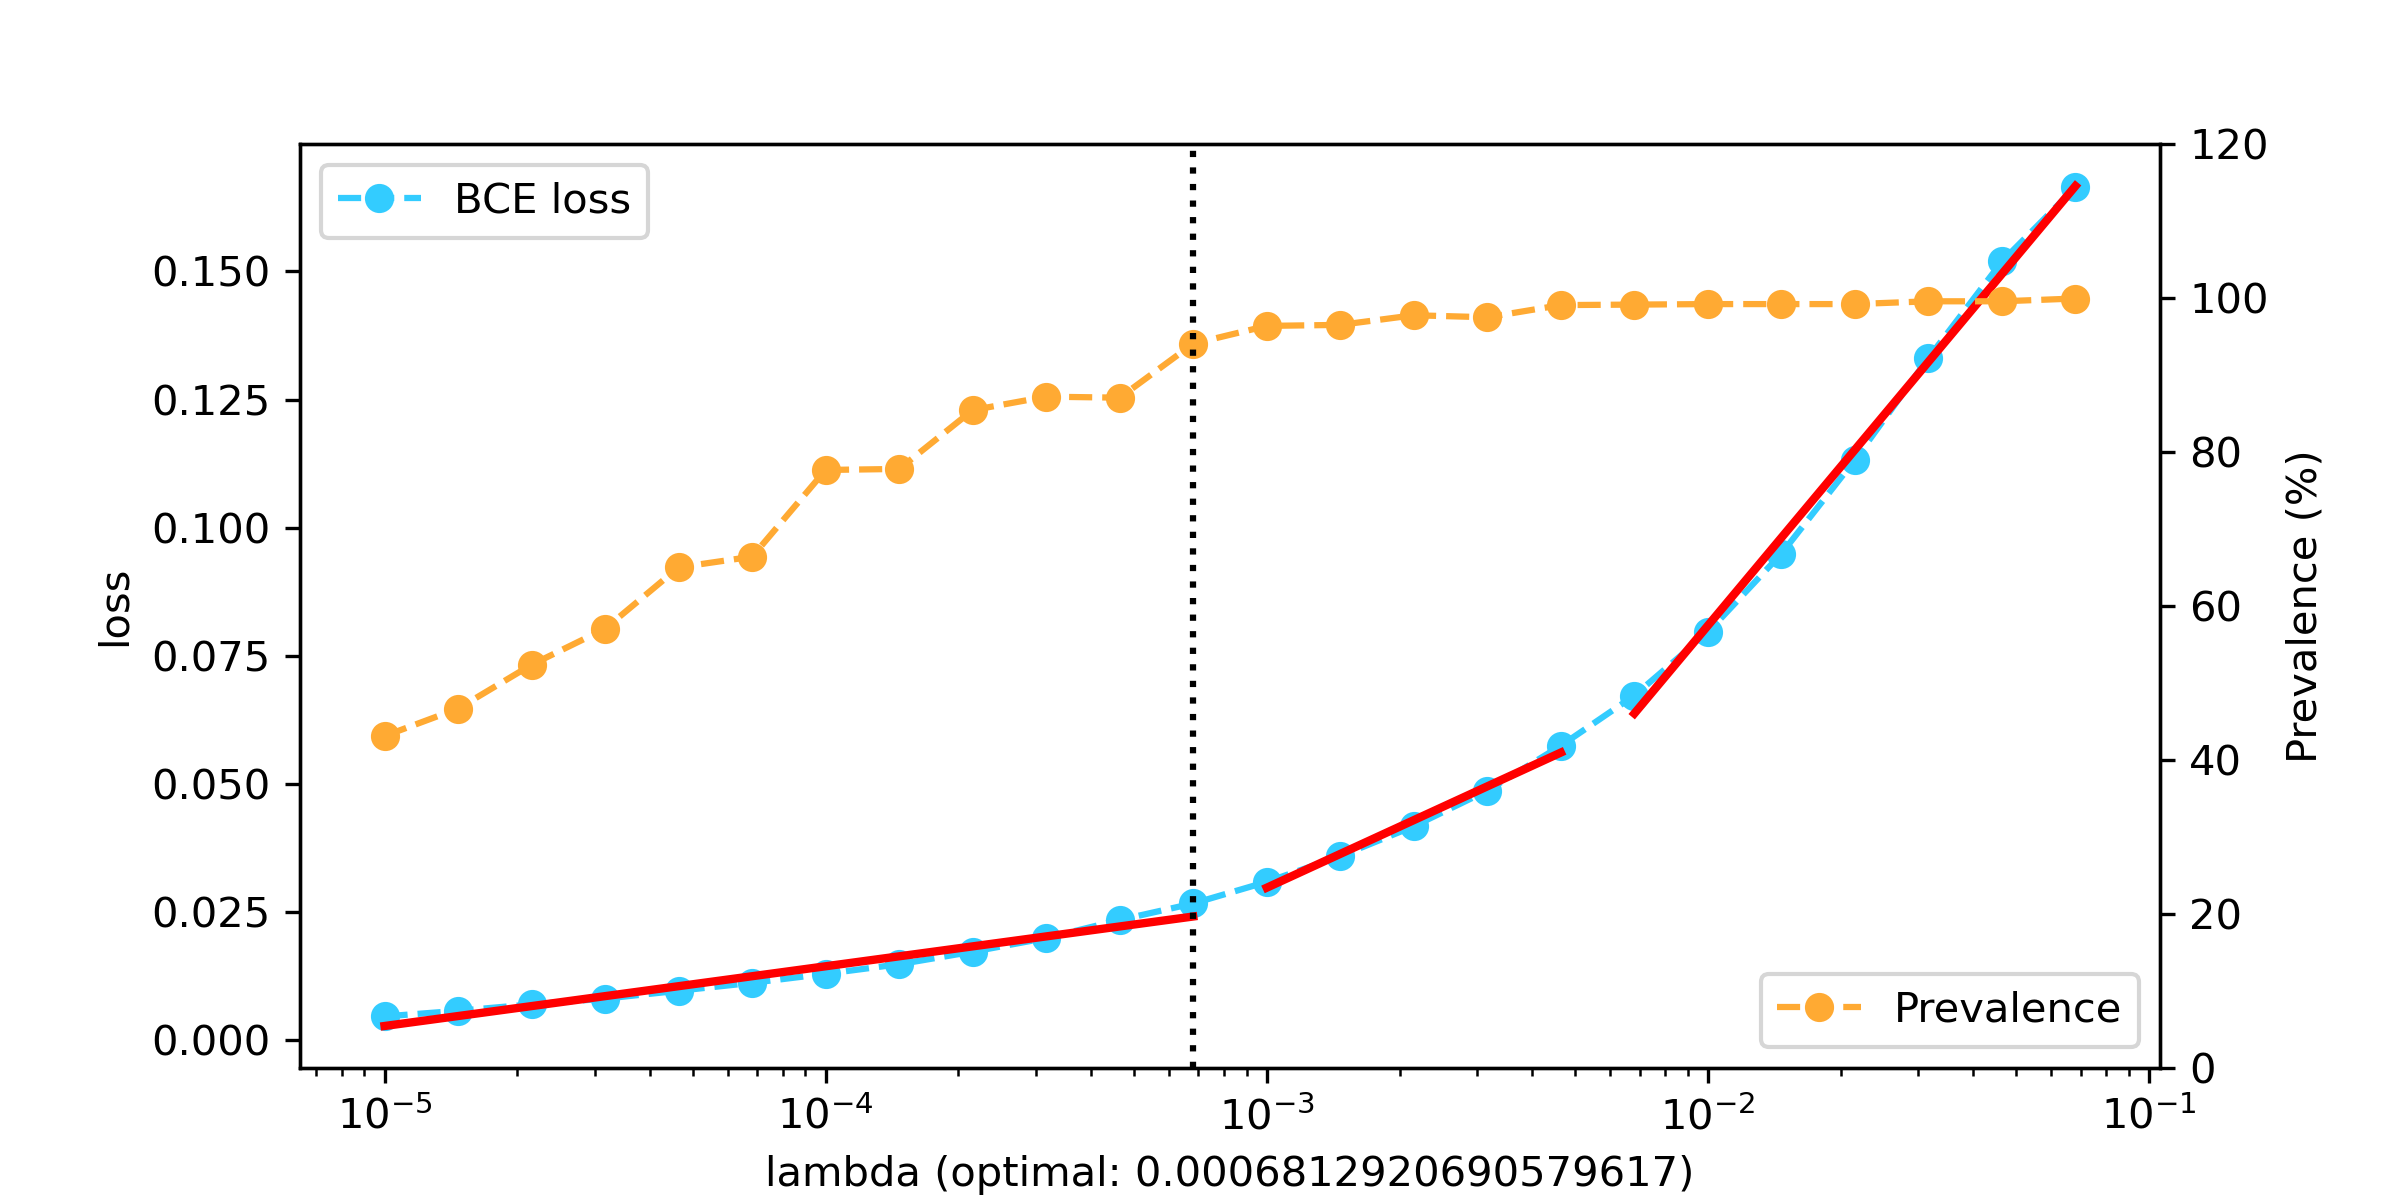 BCE loss
Prevalence
loss
0.150
0.125
0.100
0.075
0.050
0.025
0.000
120
100
80
60
40
20
0
Prevalence (%)
10⁻⁵ 10⁻⁴ 10⁻³ 10⁻² 10⁻¹
lambda (optimal: 0.0006812920690579617)